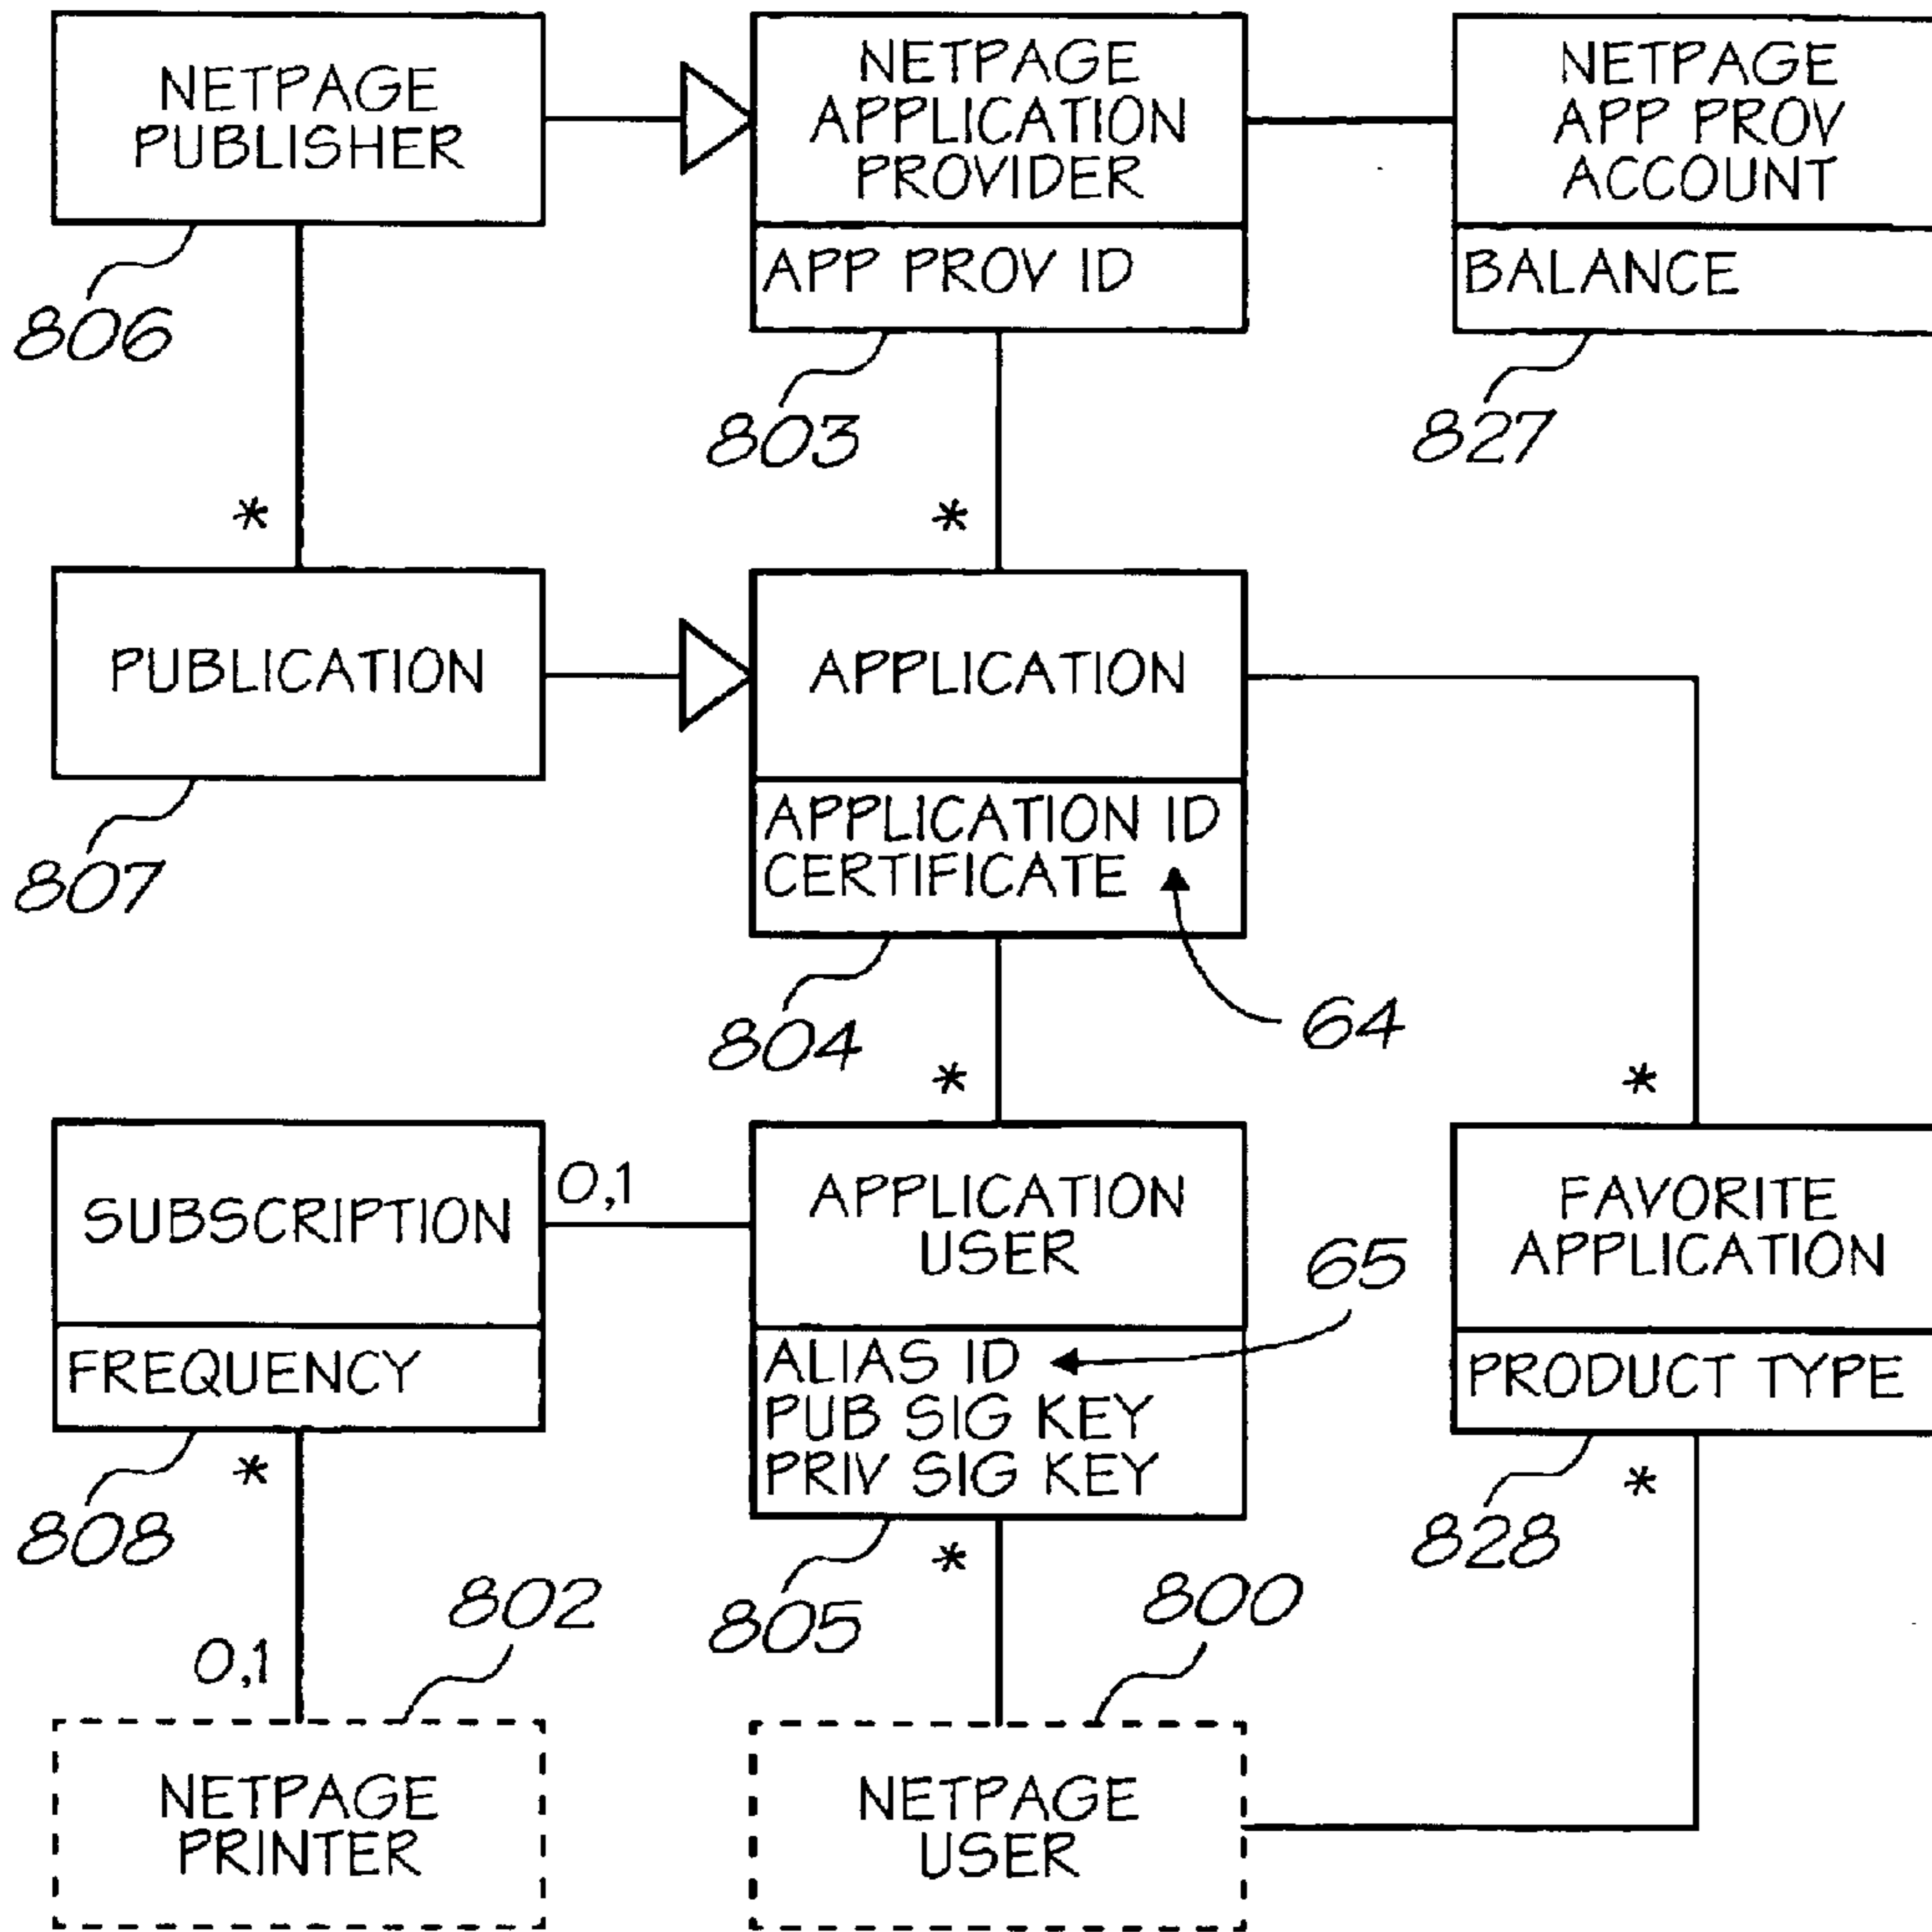 NETPAGE
PUBLISHER
806
NETPAGE
APPLICATION
PROVIDER
APP PROV ID
803
NETPAGE
APP PROV
ACCOUNT
BALANCE
827
*
*
PUBLICATION
807
APPLICATION
APPLICATION ID
CERTIFICATE
64
804
*
*
SUBSCRIPTION
0,1
FREQUENCY
808
*
APPLICATION
USER
65
ALIAS ID
PUB SIG KEY
PRIV SIG KEY
805
*
FAVORITE
APPLICATION
PRODUCT TYPE
828
*
802
800
0,1
NETPAGE
PRINTER
NETPAGE
USER